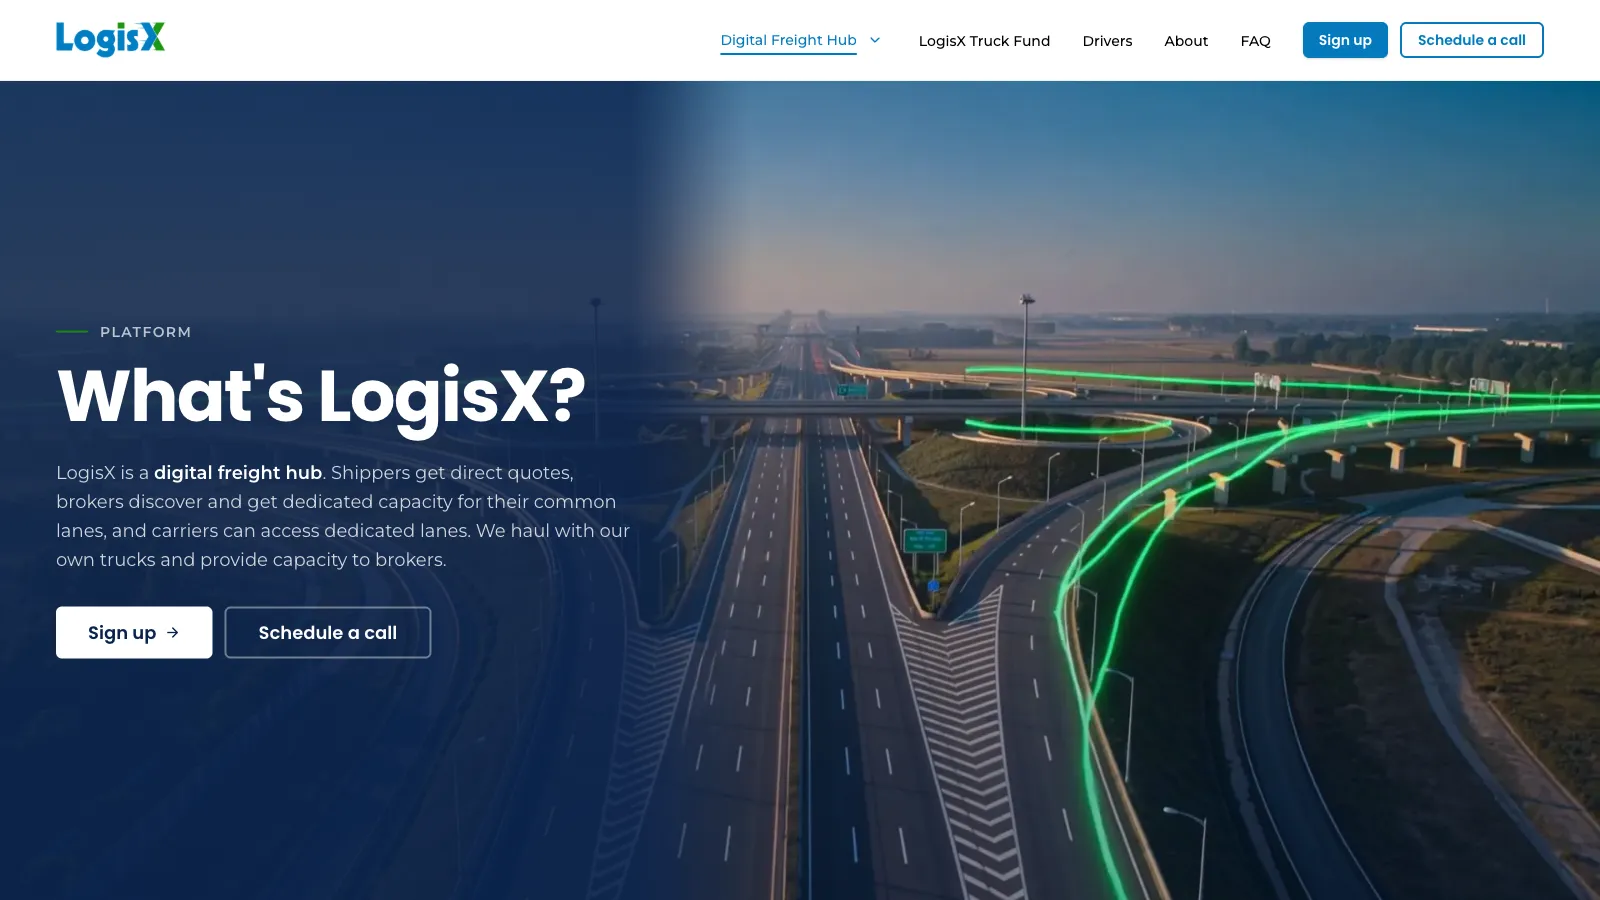 LogisX
Digital Freight Hub
LogisX Truck Fund
Drivers
About
FAQ
Sign up
Schedule a call
PLATFORM
What's LogisX?
LogisX is a digital freight hub. Shippers get direct quotes,
brokers discover and get dedicated capacity for their common
lanes, and carriers can access dedicated lanes. We haul with our
own trucks and provide capacity to brokers.
Sign up →
Schedule a call